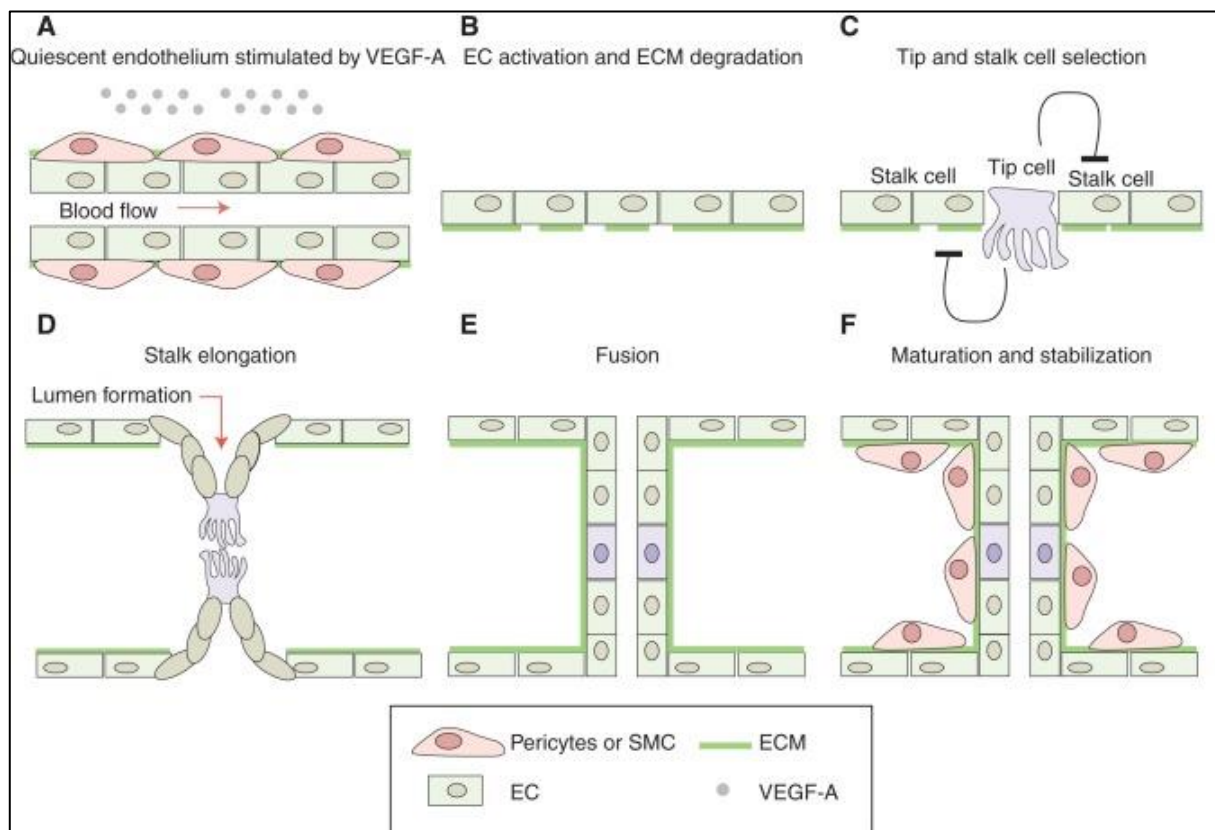 A
Quiescent endothelium stimulated by VEGF-A
Blood flow
B
EC activation and ECM degradation
C
Tip and stalk cell selection
Stalk cell
Tip cell
Stalk cell
D
Stalk elongation
Lumen formation
E
Fusion
F
Maturation and stabilization
Pericytes or SMC
ECM
EC
VEGF-A